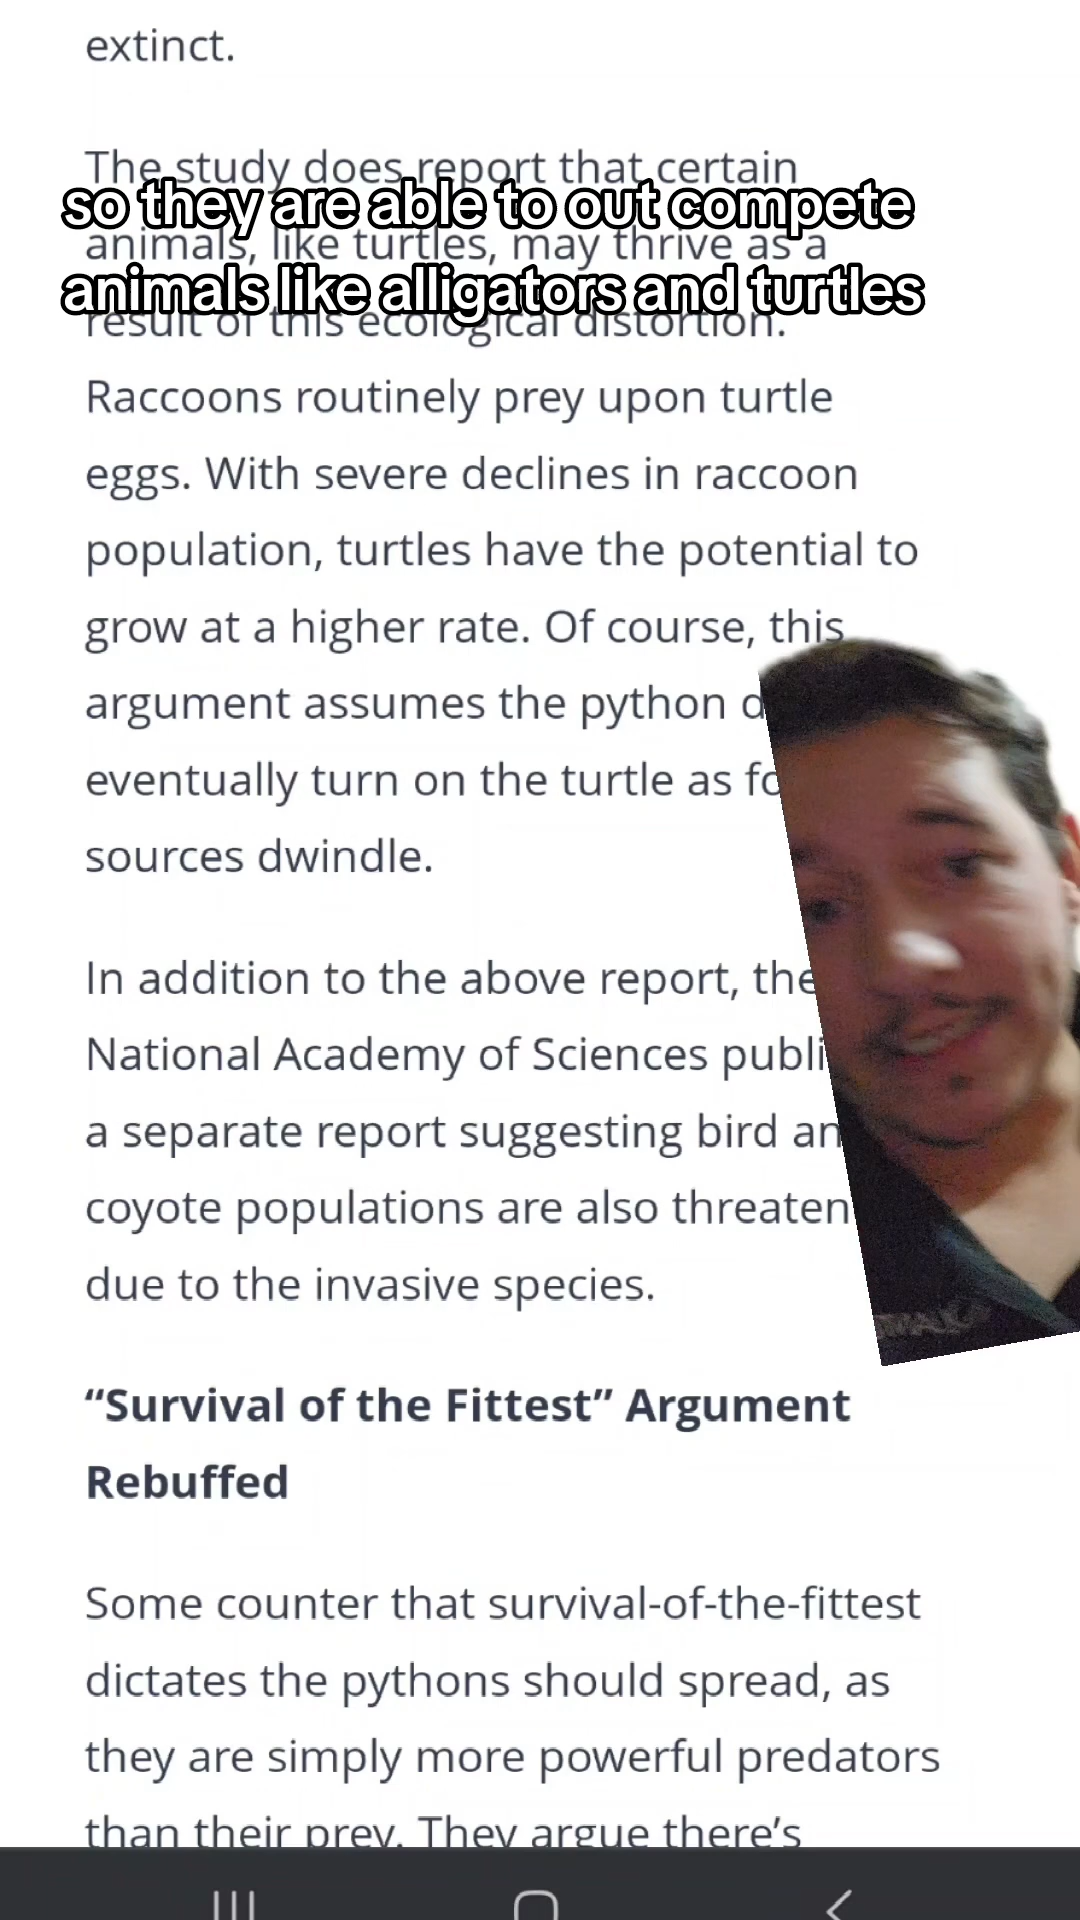 extinct.
The study does report that certain
so they are able to out compete
animals, like turtles, may thrive as a
animals like alligators and turtles
result of this ecological distortion.
Raccoons routinely prey upon turtle
eggs. With severe declines in raccoon
population, turtles have the potential to
grow at a higher rate. Of course, this
argument assumes the python
eventually turn on the turtle as
sources dwindle.
In addition to the above report, the
National Academy of Sciences publi
a separate report suggesting bird an
coyote populations are also threaten
due to the invasive species.
“Survival of the Fittest” Argument
Rebuffed
Some counter that survival-of-the-fittest
dictates the pythons should spread, as
they are simply more powerful predators
than their prey. They argue there’s